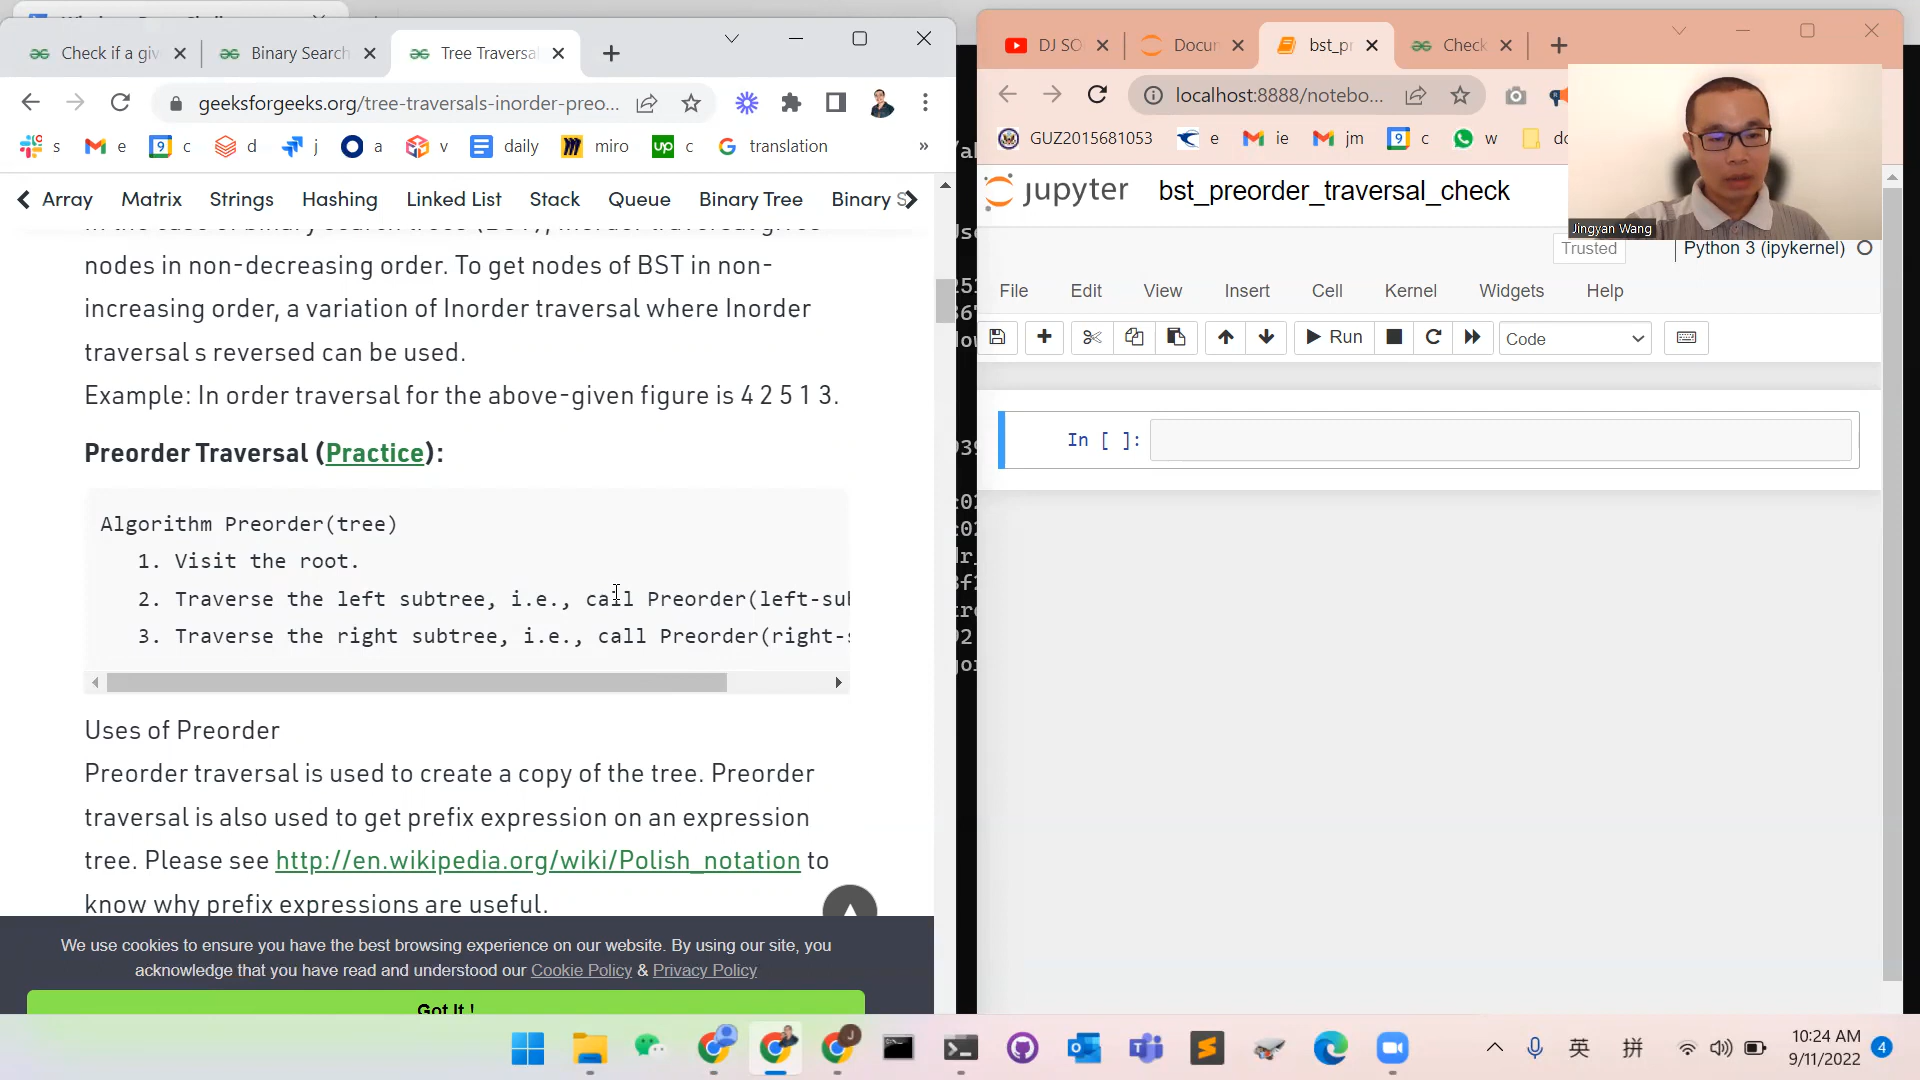 Check if a giv
Binary Search
Tree Traversa
geeksforgeeks.org/tree-traversals-inorder-preo...
s
e
c
d
j
a
v
daily
miro
c
translation
»
Array
Matrix
Strings
Hashing
Linked List
Stack
Queue
Binary Tree
Binary S
nodes in non-decreasing order. To get nodes of BST in non-
increasing order, a variation of Inorder traversal where Inorder
traversal s reversed can be used.
Example: In order traversal for the above-given figure is 4 2 5 1 3.
Preorder Traversal (Practice):
Algorithm Preorder(tree)
1. Visit the root.
2. Traverse the left subtree, i.e., call Preorder(left-sub
3. Traverse the right subtree, i.e., call Preorder(right-s
Uses of Preorder
Preorder traversal is used to create a copy of the tree. Preorder
traversal is also used to get prefix expression on an expression
tree. Please see http://en.wikipedia.org/wiki/Polish_notation to
know why prefix expressions are useful.
We use cookies to ensure you have the best browsing experience on our website. By using our site, you
acknowledge that you have read and understood our Cookie Policy & Privacy Policy
Got It !
DJ SO
Docur
bst_pr
Check
localhost:8888/notebo...
GUZ2015681053
e
ie
jm
c
w
dc
jupyter
bst_preorder_traversal_check
Jingyan Wang
Trusted
Python 3 (ipykernel)
File
Edit
View
Insert
Cell
Kernel
Widgets
Help
Run
Code
In [ ]:
英
拼
10:24 AM
9/11/2022
4